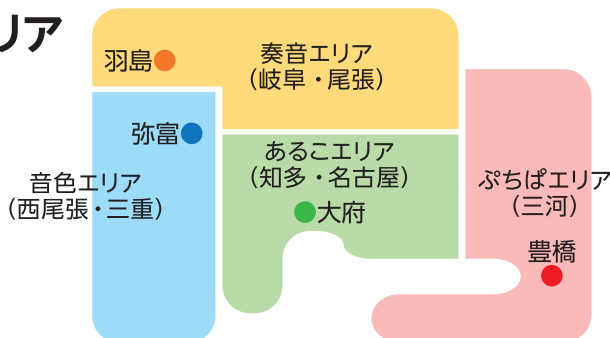 リア
羽島
奏音エリア
（岐阜・尾張）
弥富
あるこエリア
（知多・名古屋）
音色エリア
（西尾張・三重）
大府
ぷちぱエリア
（三河）
豊橋